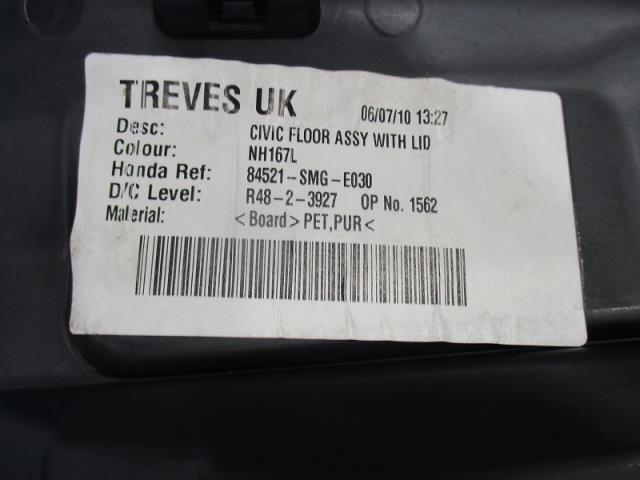 TREVES UK 06/07/10 13:27
Desc: CIVIC FLOOR ASSY WITH LID
Colour: NH167L
Honda Ref: 84521-SMG-E030
D/C Level: R48-2-3927 OP No. 1562
Material: <Board> PET,PUR<